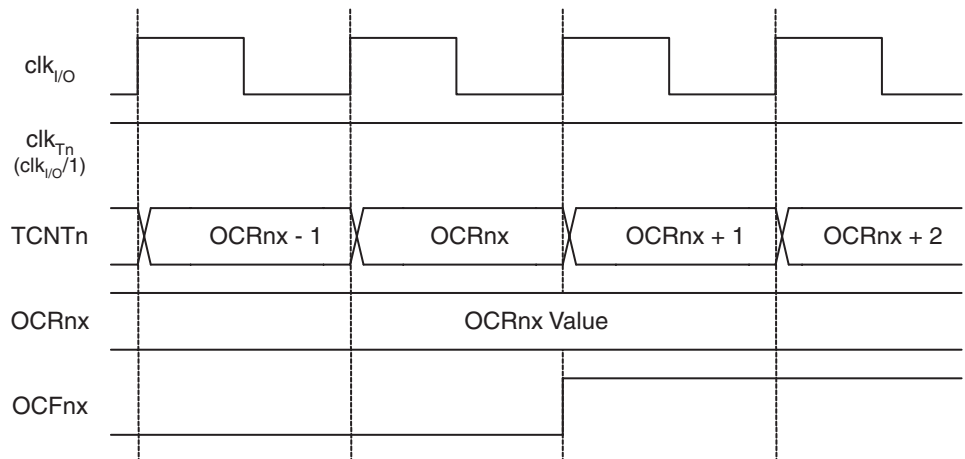 clkI/O
clkTn
(clkI/O/1)
TCNTn
OCRnx - 1
OCRnx
OCRnx + 1
OCRnx + 2
OCRnx
OCRnx Value
OCFnx